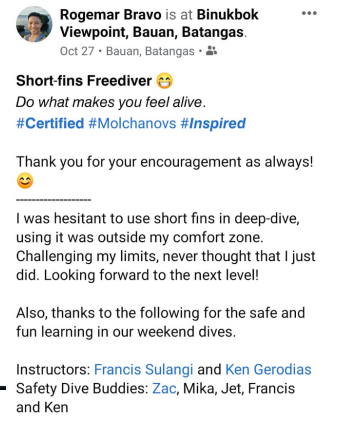 Rogemar Bravo is at Binukbok
Viewpoint, Bauan, Batangas.
Oct 27 • Bauan, Batangas •
Short-fins Freediver 😁
Do what makes you feel alive.
#Certified #Molchanovs #Inspired
Thank you for your encouragement as always!
😊
-------------------
I was hesitant to use short fins in deep-dive,
using it was outside my comfort zone.
Challenging my limits, never thought that I just
did. Looking forward to the next level!
Also, thanks to the following for the safe and
fun learning in our weekend dives.
Instructors: Francis Sulangi and Ken Gerodias
Safety Dive Buddies: Zac, Mika, Jet, Francis
and Ken